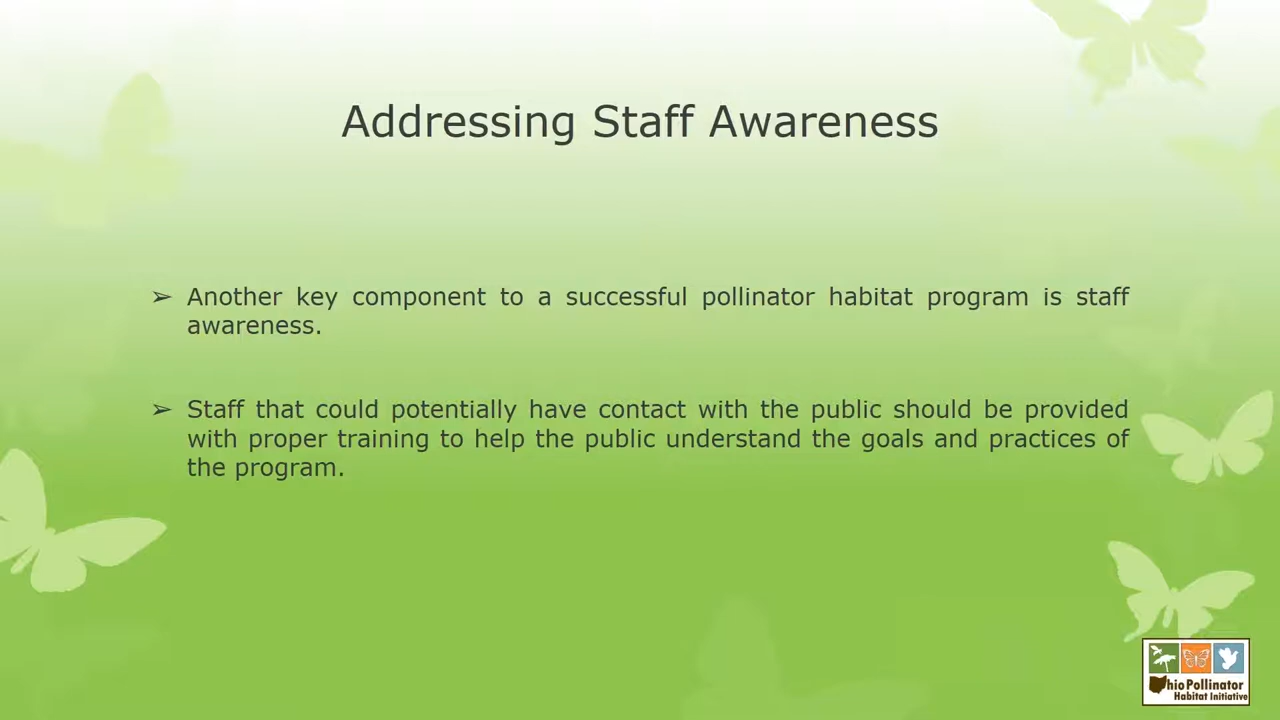 Addressing Staff Awareness
➢ Another key component to a successful pollinator habitat program is staff
awareness.
➢ Staff that could potentially have contact with the public should be provided
with proper training to help the public understand the goals and practices of
the program.
hio Pollinator
Habitat Initiative